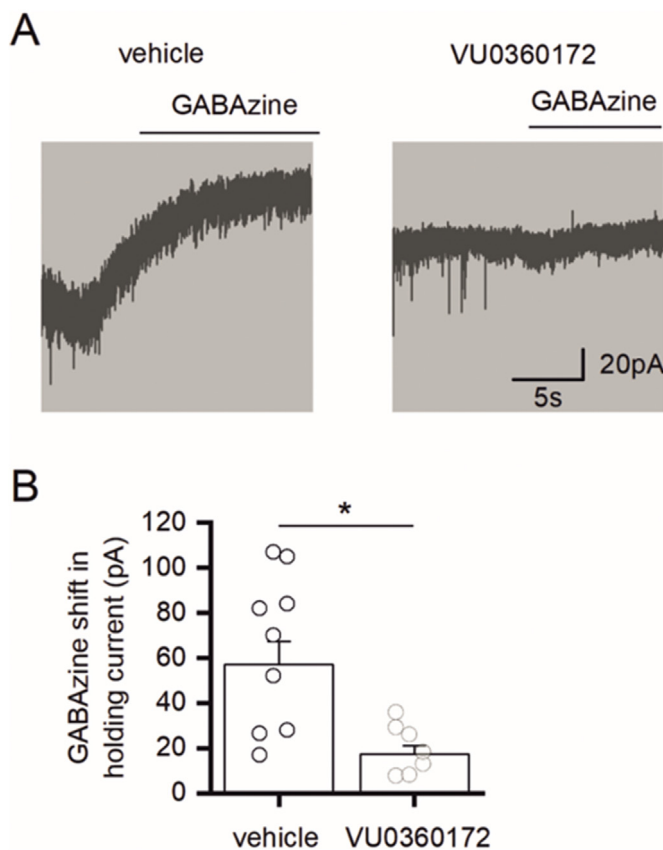 A
vehicle
VU0360172
GABAzine
GABAzine
20pA
5s
B
*
GABAzine shift in
holding current (pA)
120
100
80
60
40
20
0
vehicle
VU0360172